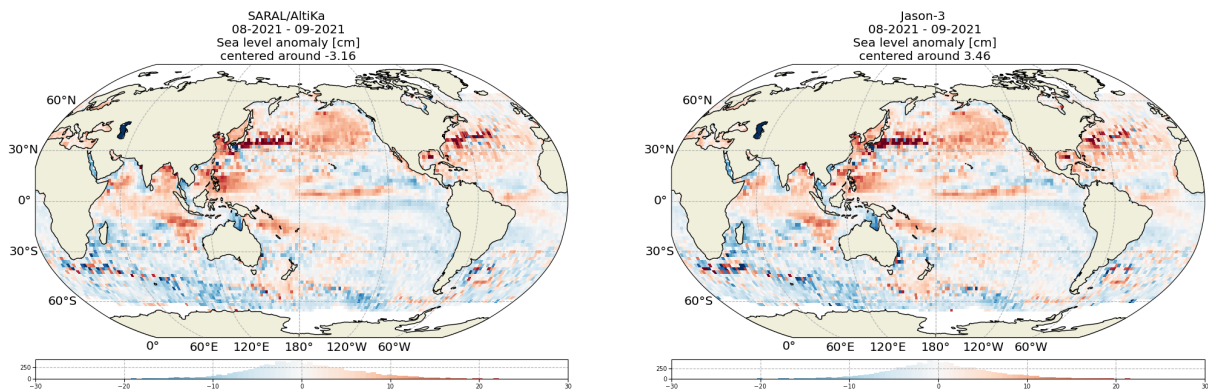 SARAL/AltiKa
08-2021 - 09-2021
Sea level anomaly [cm]
centered around -3.16
60°N
30°N
0°
30°S
60°S
0° 60°E 120°E 180° 120°W 60°W
250
0
−30 −20 −10 0 10 20 30
Jason-3
08-2021 - 09-2021
Sea level anomaly [cm]
centered around 3.46
60°N
30°N
0°
30°S
60°S
0° 60°E 120°E 180° 120°W 60°W
250
0
−30 −20 −10 0 10 20 30